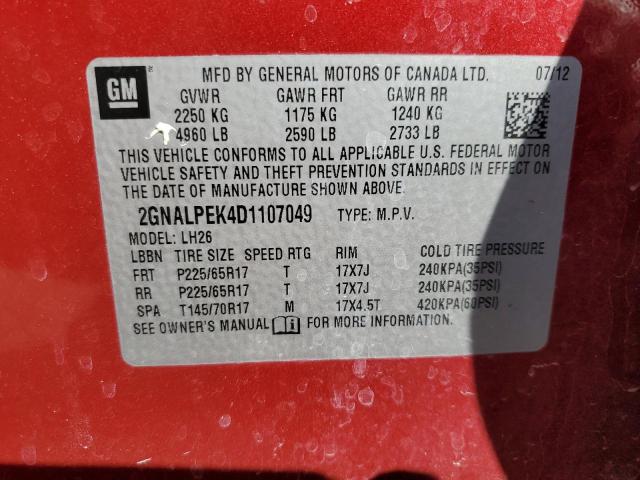 GM
MFD BY GENERAL MOTORS OF CANADA LTD. 07/12
GVWR GAWR FRT GAWR RR
2250 KG 1175 KG 1240 KG
4960 LB 2590 LB 2733 LB
THIS VEHICLE CONFORMS TO ALL APPLICABLE U.S. FEDERAL MOTOR
VEHICLE SAFETY AND THEFT PREVENTION STANDARDS IN EFFECT ON
THE DATE OF MANUFACTURE SHOWN ABOVE.
2GNALPEK4D1107049 TYPE: M.P.V.
MODEL: LH26
LBBN TIRE SIZE SPEED RTG RIM COLD TIRE PRESSURE
FRT P225/65R17 T 17X7J 240KPA(35PSI)
RR P225/65R17 T 17X7J 240KPA(35PSI)
SPA T145/70R17 M 17X4.5T 420KPA(60PSI)
SEE OWNER'S MANUAL FOR MORE INFORMATION.